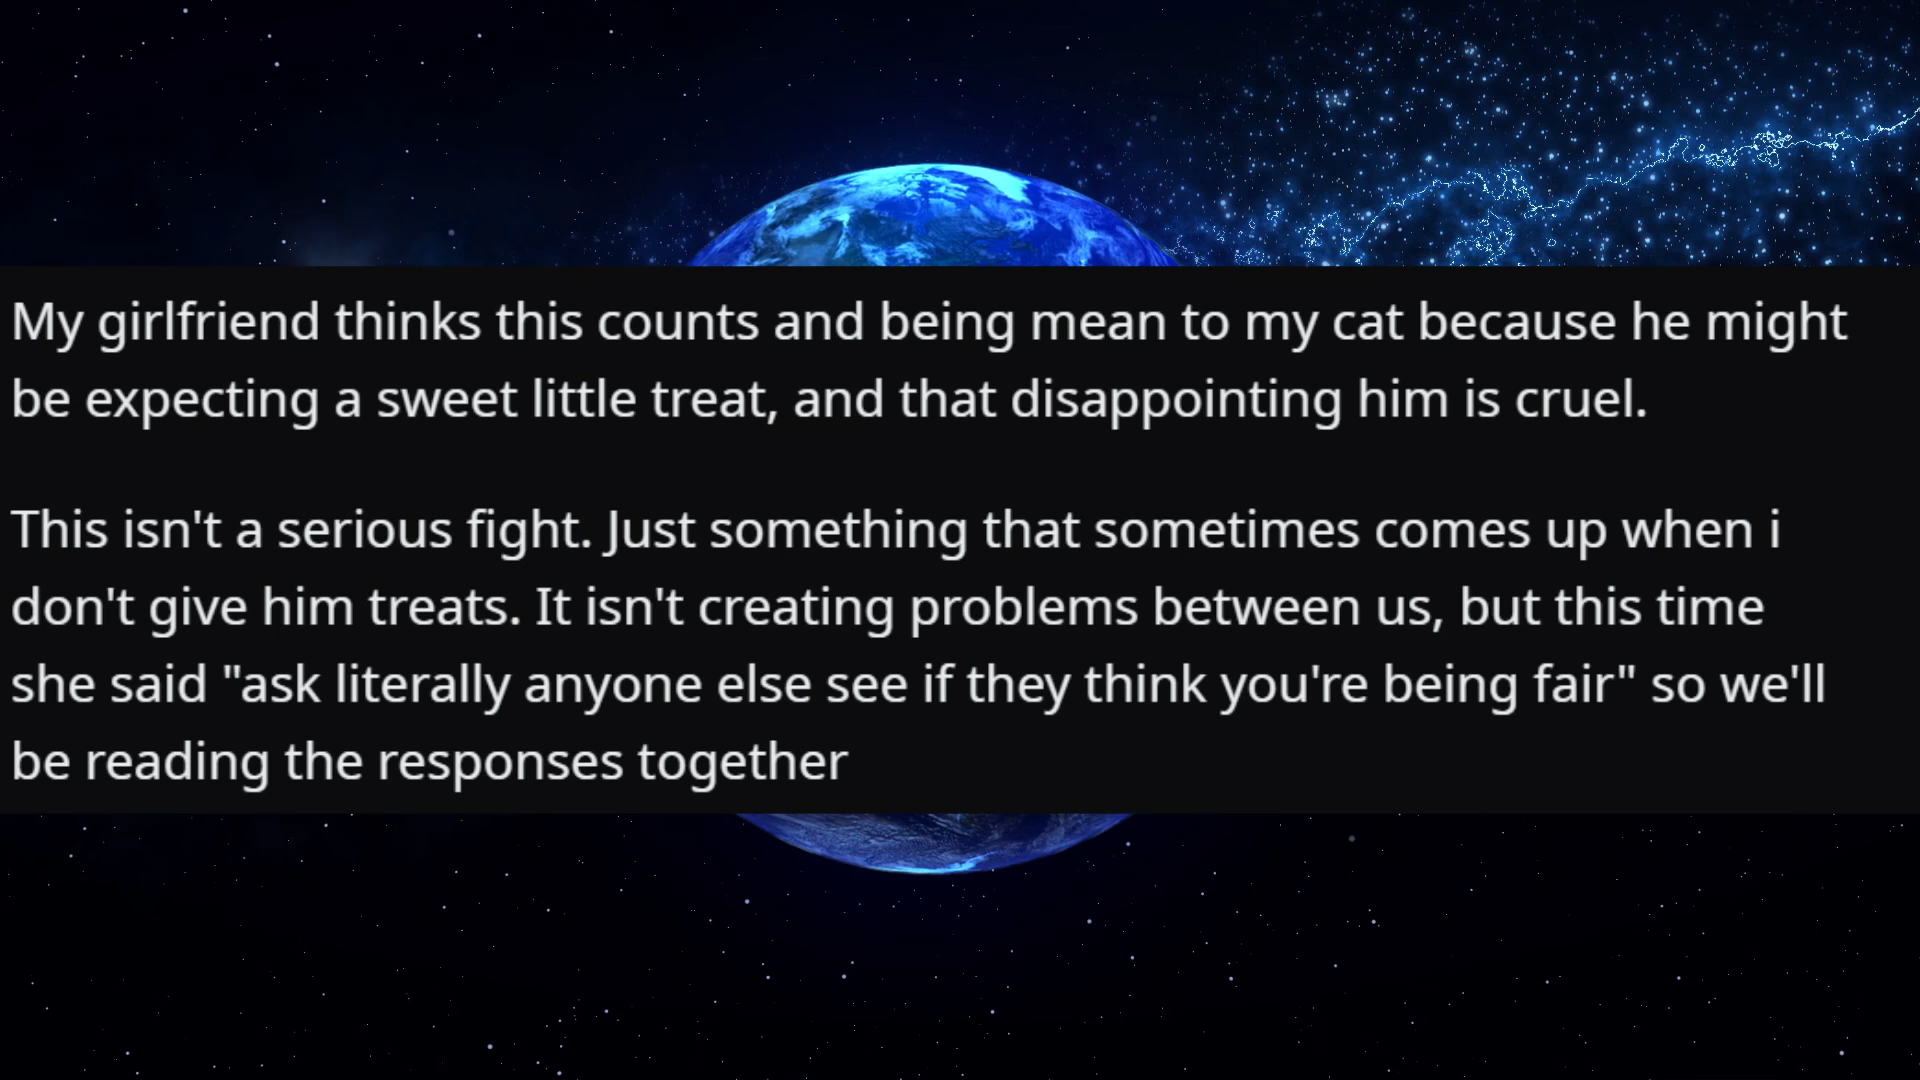 My girlfriend thinks this counts and being mean to my cat because he might
be expecting a sweet little treat, and that disappointing him is cruel.
This isn't a serious fight. Just something that sometimes comes up when i
don't give him treats. It isn't creating problems between us, but this time
she said "ask literally anyone else see if they think you're being fair" so we'll
be reading the responses together